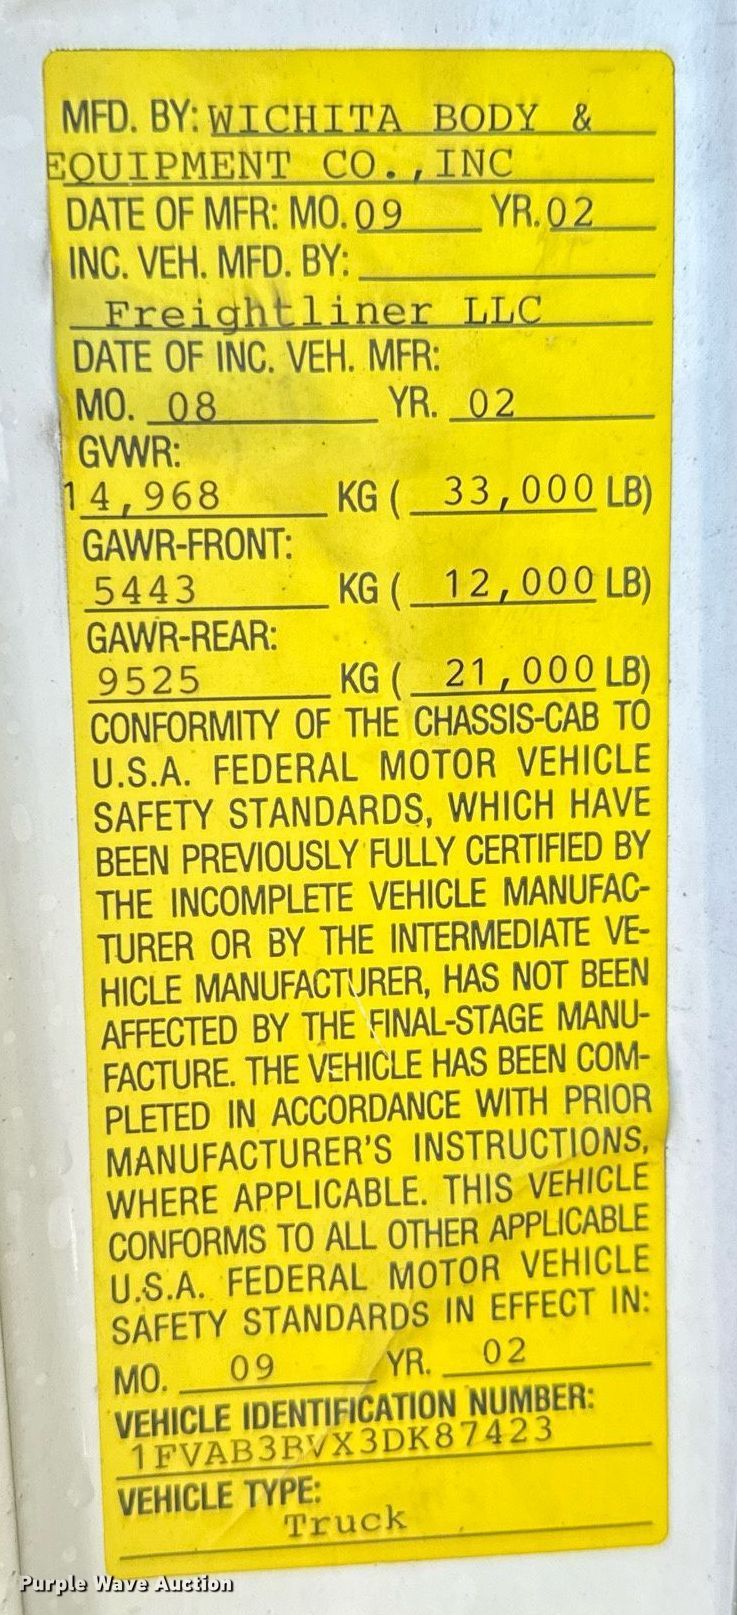 MFD. BY: WICHITA BODY &
EQUIPMENT CO.,INC
DATE OF MFR: MO. 09 YR. 02
INC. VEH. MFD. BY:
Freightliner LLC
DATE OF INC. VEH. MFR:
MO. 08 YR. 02
GVWR:
14,968 KG ( 33,000 LB)
GAWR-FRONT:
5443 KG ( 12,000 LB)
GAWR-REAR:
9525 KG ( 21,000 LB)
CONFORMITY OF THE CHASSIS-CAB TO
U.S.A. FEDERAL MOTOR VEHICLE
SAFETY STANDARDS, WHICH HAVE
BEEN PREVIOUSLY FULLY CERTIFIED BY
THE INCOMPLETE VEHICLE MANUFAC-
TURER OR BY THE INTERMEDIATE VE-
HICLE MANUFACTURER, HAS NOT BEEN
AFFECTED BY THE FINAL-STAGE MANU-
FACTURE. THE VEHICLE HAS BEEN COM-
PLETED IN ACCORDANCE WITH PRIOR
MANUFACTURER'S INSTRUCTIONS,
WHERE APPLICABLE. THIS VEHICLE
CONFORMS TO ALL OTHER APPLICABLE
U.S.A. FEDERAL MOTOR VEHICLE
SAFETY STANDARDS IN EFFECT IN:
MO. 09 YR. 02
VEHICLE IDENTIFICATION NUMBER:
1FVAB3BVX3DK87423
VEHICLE TYPE:
Truck
Purple Wave Auction